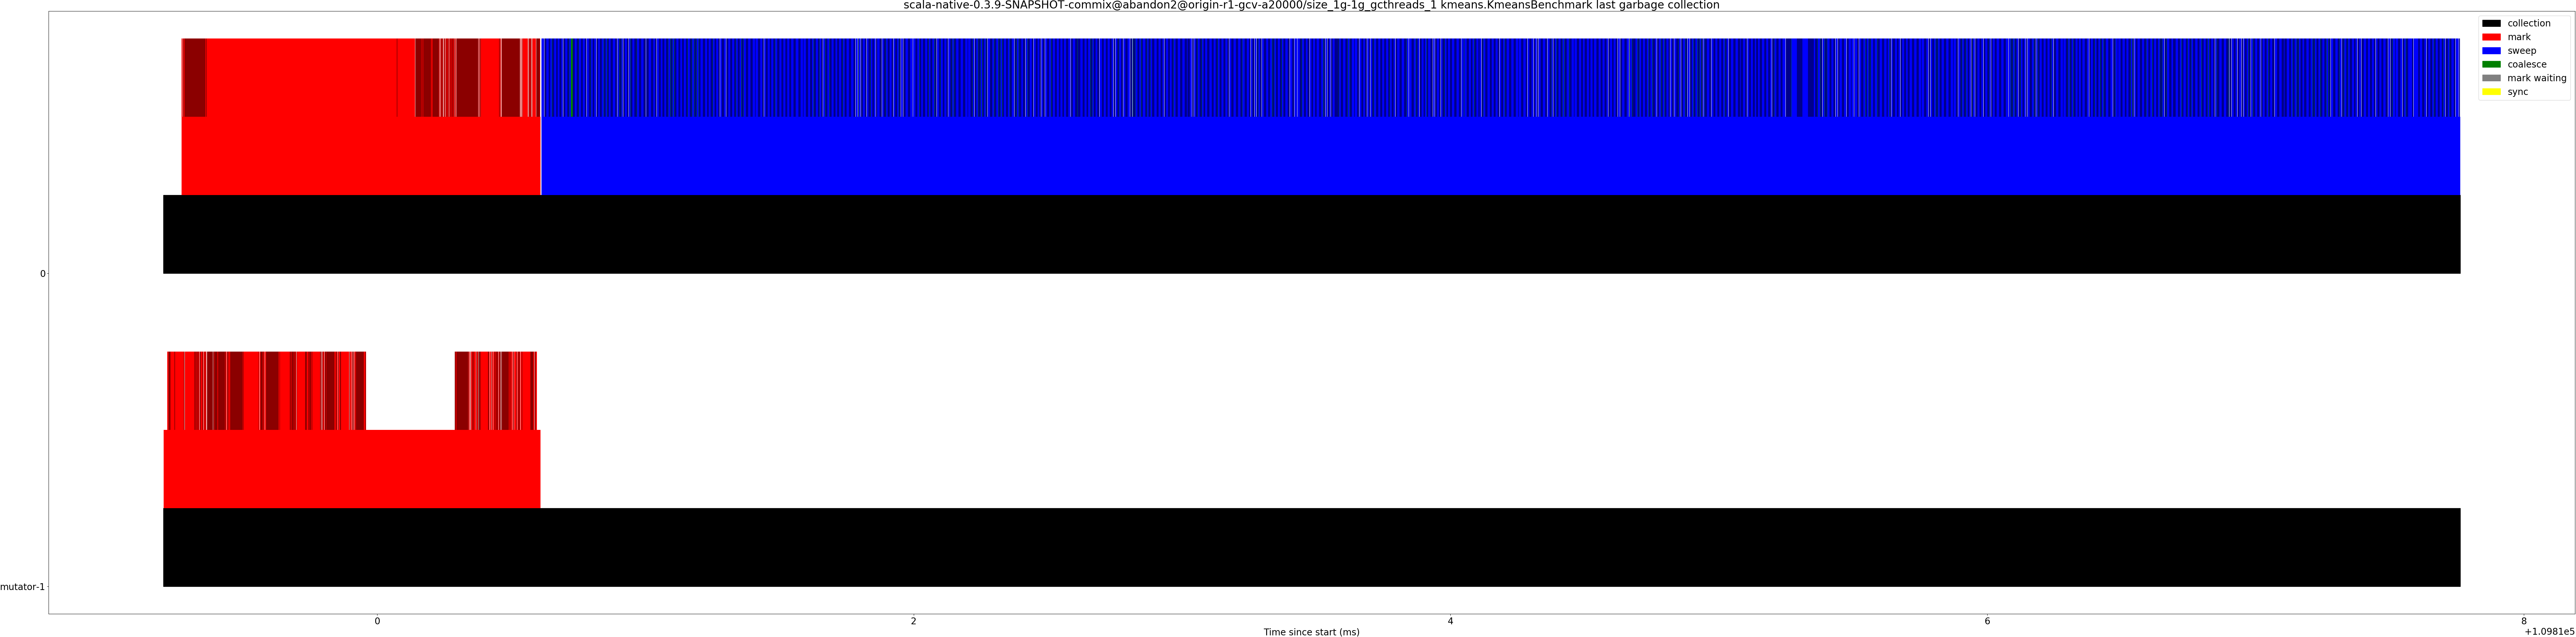 scala-native-0.3.9-SNAPSHOT-commix@abandon2@origin-r1-gcv-a20000/size_1g-1g_gcthreads_1 kmeans.KmeansBenchmark last garbage collection
collection
mark
sweep
coalesce
mark waiting
sync
0
mutator-1
0
2
4
6
8
Time since start (ms)
+1.0981e5